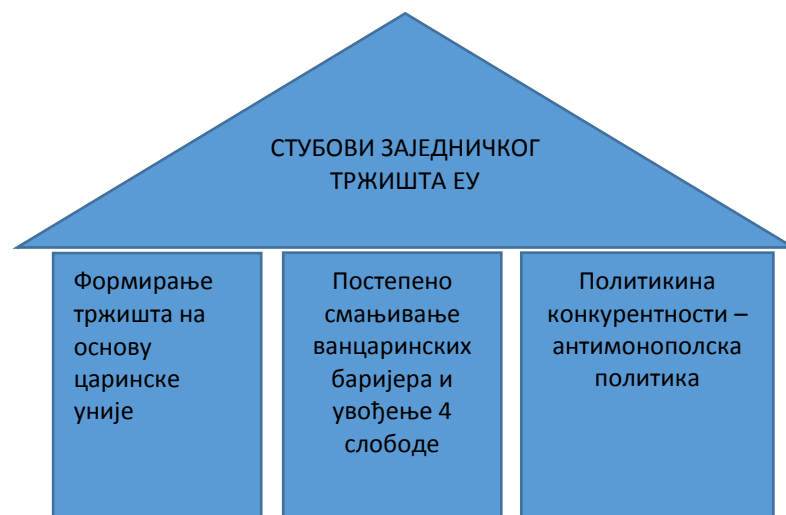 СТУБОВИ ЗАЈЕДНИЧКОГ
ТРЖИШТА ЕУ
Формирање
тржишта на
основу
царинске
уније
Постепено
смањивање
ванцаринских
баријера и
увођење 4
слободе
Политикина
конкурентности –
антимонополска
политика